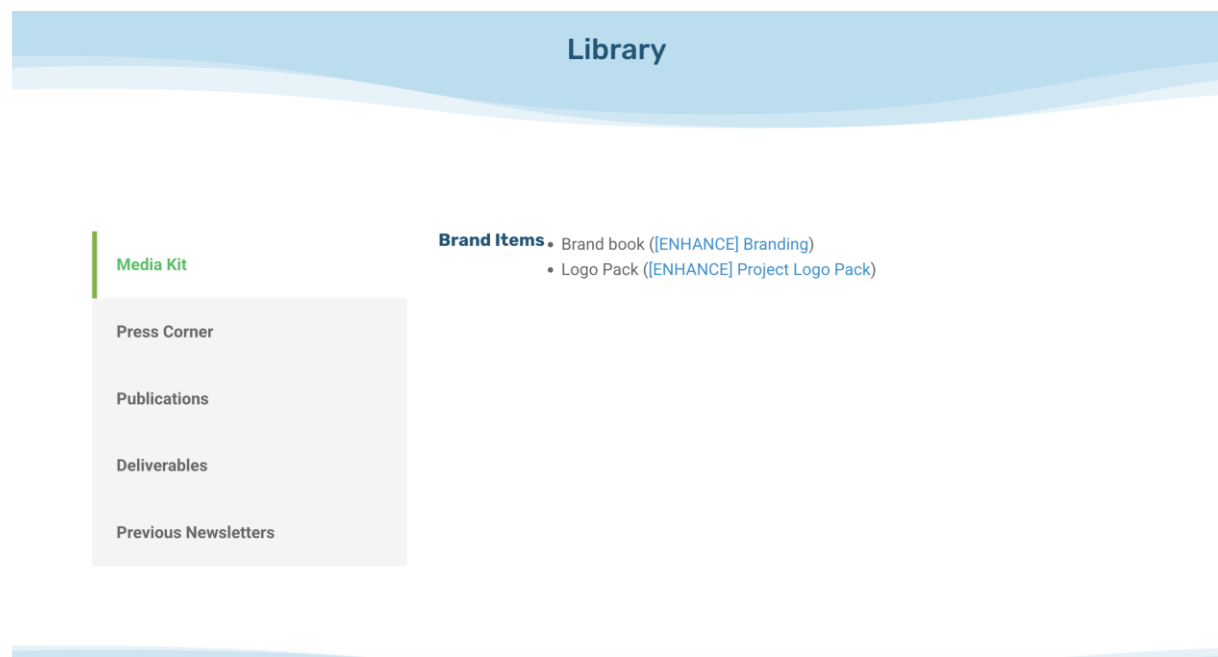 Library
Media Kit
Press Corner
Publications
Deliverables
Previous Newsletters
Brand Items
• Brand book ([ENHANCE] Branding)
• Logo Pack ([ENHANCE] Project Logo Pack)